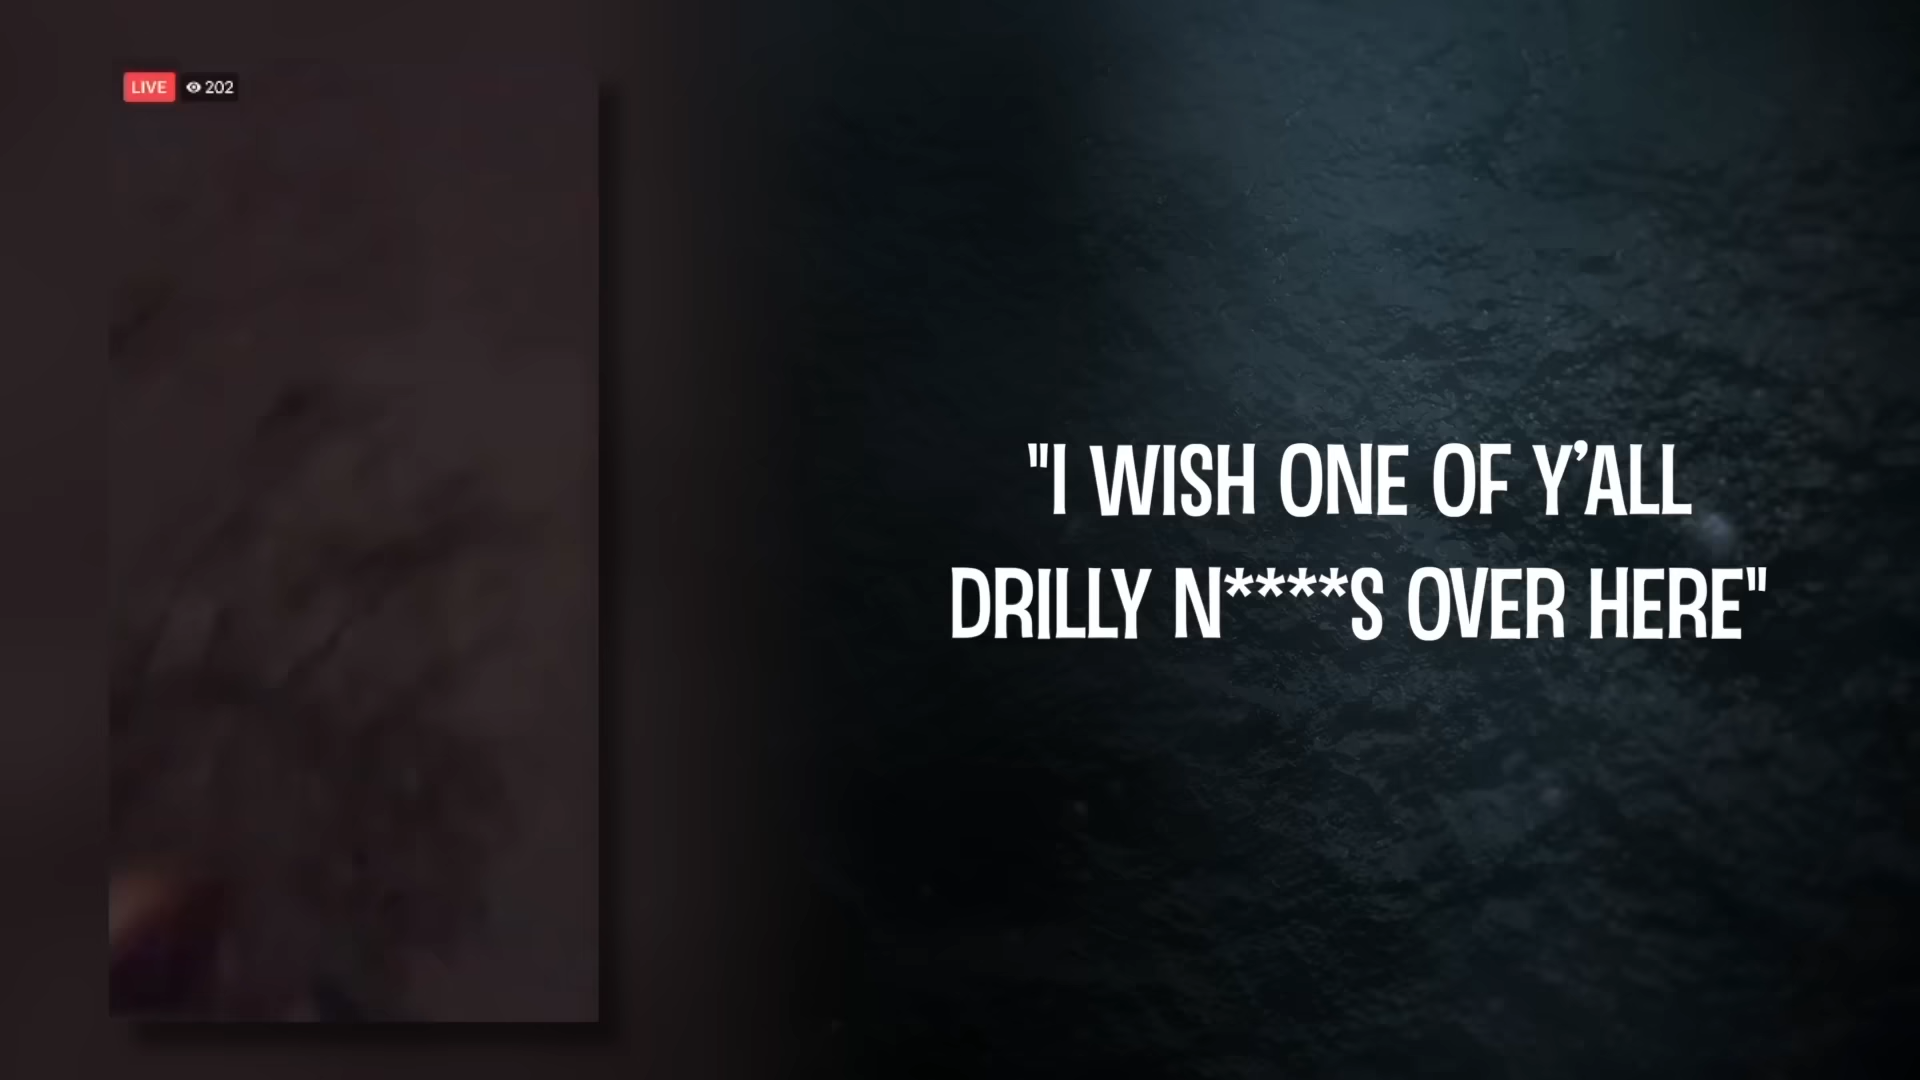 LIVE 202
"I WISH ONE OF Y’ALL
DRILLY N****S OVER HERE"